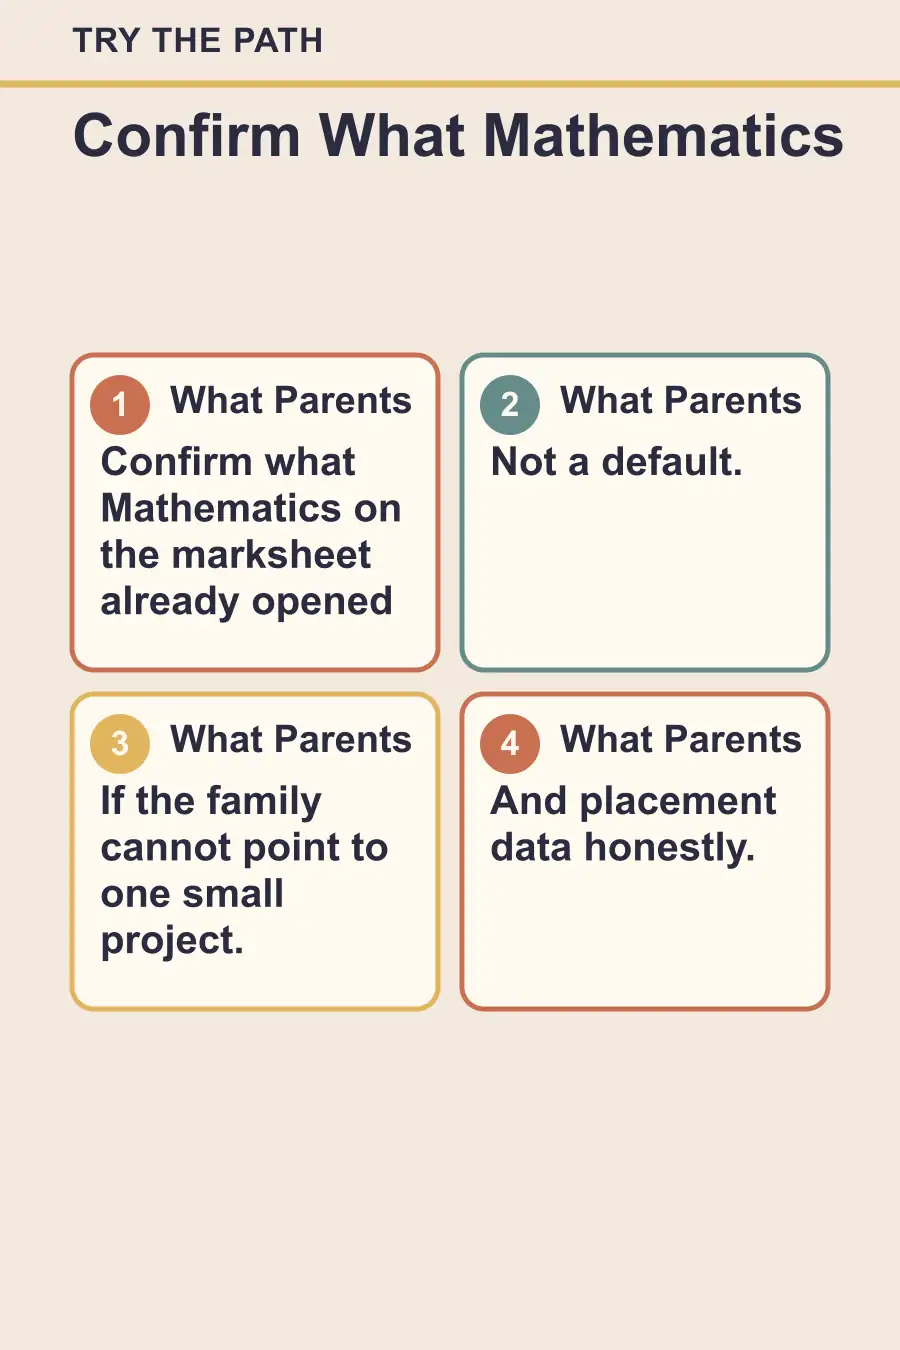 TRY THE PATH
Confirm What Mathematics
1 What Parents
Confirm what
Mathematics on
the marksheet
already opened
2 What Parents
Not a default.
3 What Parents
If the family
cannot point to
one small
project.
4 What Parents
And placement
data honestly.